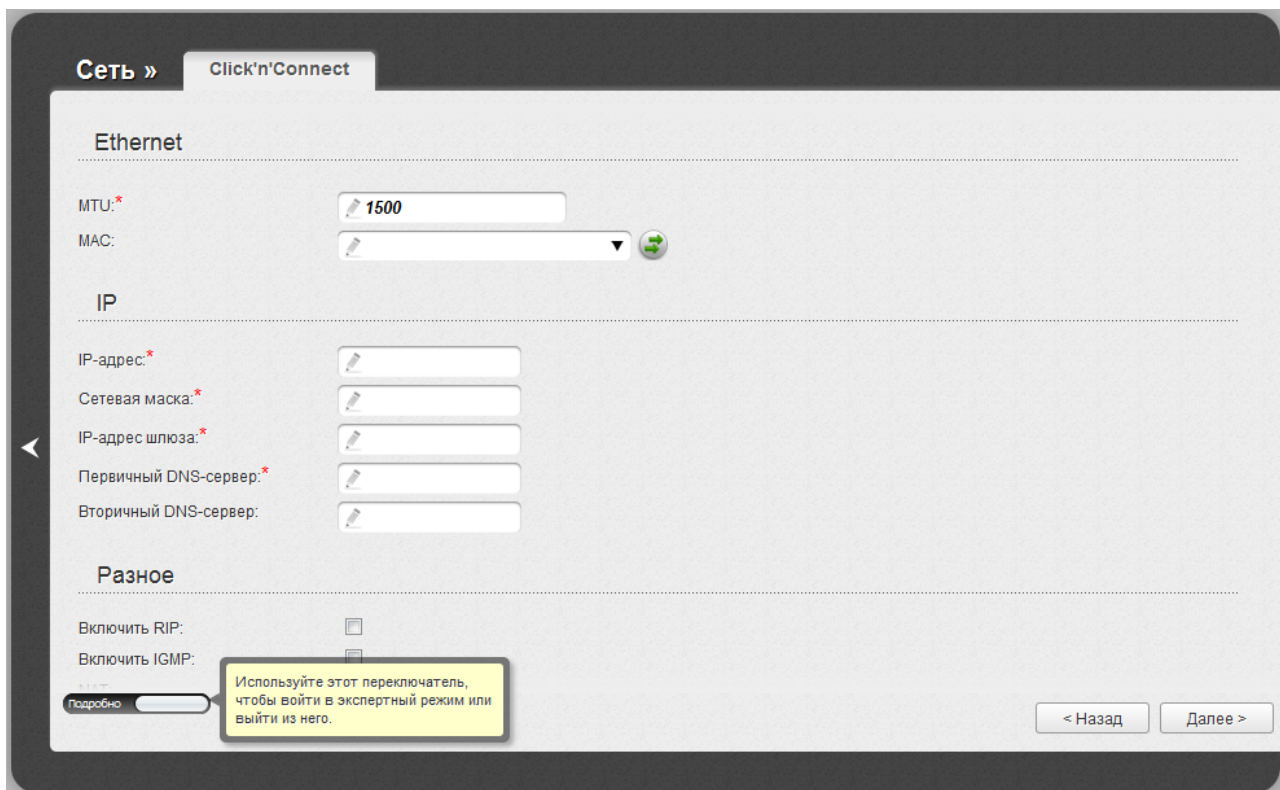 Сеть »
Click'n'Connect
Ethernet
MTU:*
1500
MAC:
IP
IP-адрес:*
Сетевая маска:*
IP-адрес шлюза:*
Первичный DNS-сервер:*
Вторичный DNS-сервер:
Разное
Включить RIP:
Включить IGMP:
Подробно
Используйте этот переключатель,
чтобы войти в экспертный режим или
выйти из него.
< Назад
Далее >